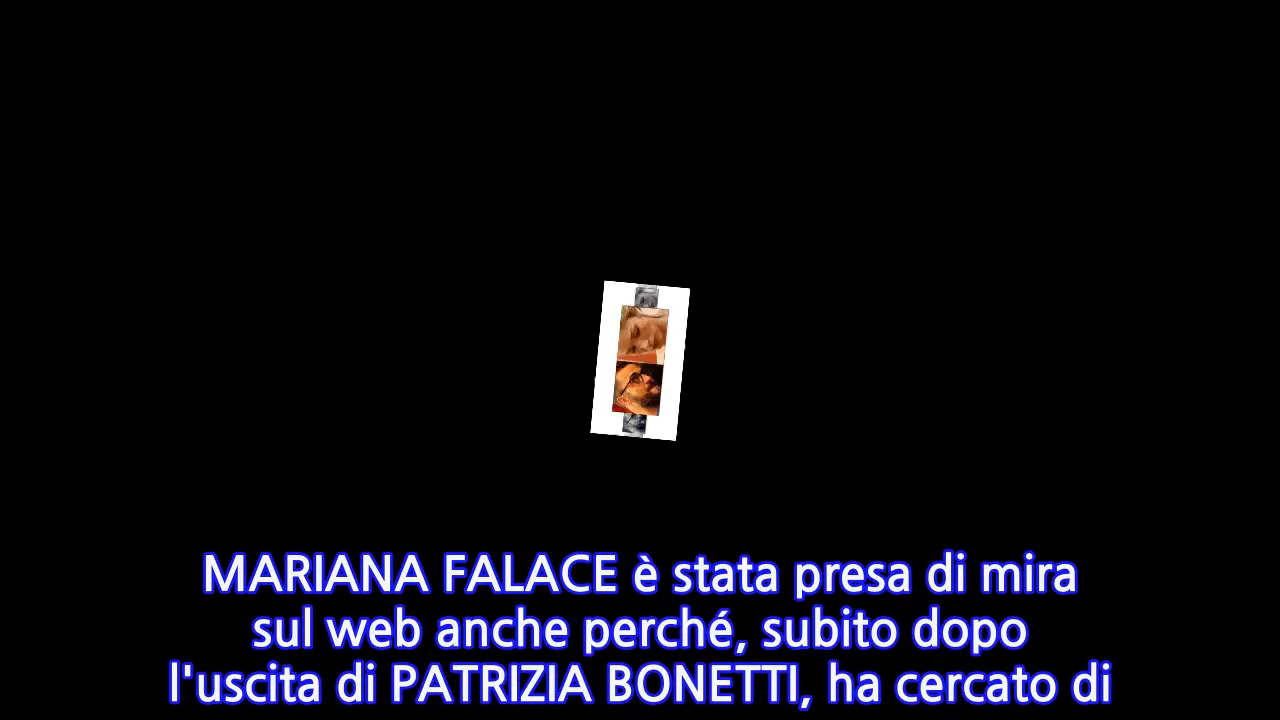 MARIANA FALACE è stata presa di mira
sul web anche perché, subito dopo
l'uscita di PATRIZIA BONETTI, ha cercato di